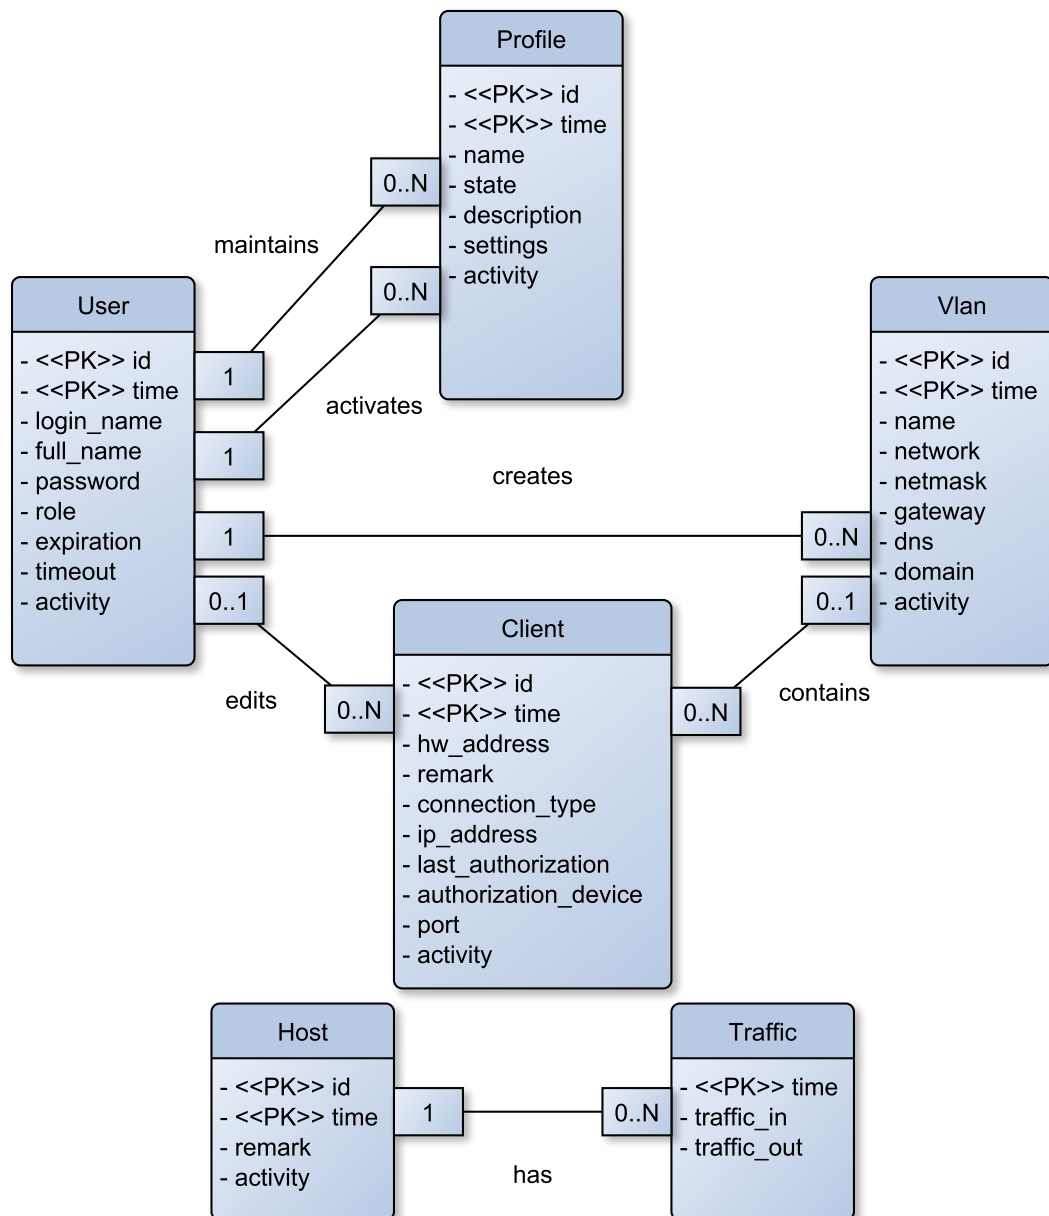 Profile
- <<PK>> id
- <<PK>> time
- name
- state
- description
- settings
- activity
0..N
0..N
maintains
activates
User
- <<PK>> id
- <<PK>> time
- login_name
- full_name
- password
- role
- expiration
- timeout
- activity
1
1
1
0..1
creates
Vlan
- <<PK>> id
- <<PK>> time
- name
- network
- netmask
- gateway
- dns
- domain
- activity
0..N
0..1
edits
contains
Client
- <<PK>> id
- <<PK>> time
- hw_address
- remark
- connection_type
- ip_address
- last_authorization
- authorization_device
- port
- activity
0..N
0..N
Host
- <<PK>> id
- <<PK>> time
- remark
- activity
1
has
0..N
Traffic
- <<PK>> time
- traffic_in
- traffic_out